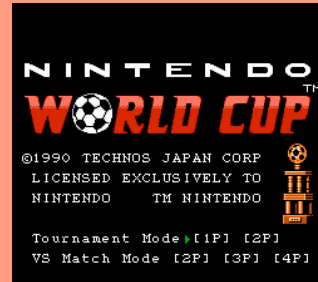 NINTENDO
TM
WORLD CUP
©1990 TECHNOS JAPAN CORP
LICENSED EXCLUSIVELY TO
NINTENDO TM NINTENDO
Tournament Mode [1P] [2P]
VS Match Mode [2P] [3P] [4P]